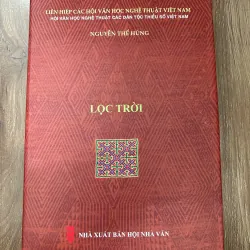 LIÊN HIỆP CÁC HỘI VĂN HỌC NGHỆ THUẬT VIỆT NAM
HỘI VĂN HỌC NGHỆ THUẬT CÁC DÂN TỘC THIỂU SỐ VIỆT NAM
NGUYỄN THẾ HÙNG
LỘC TRỜI
NHÀ XUẤT BẢN HỘI NHÀ VĂN